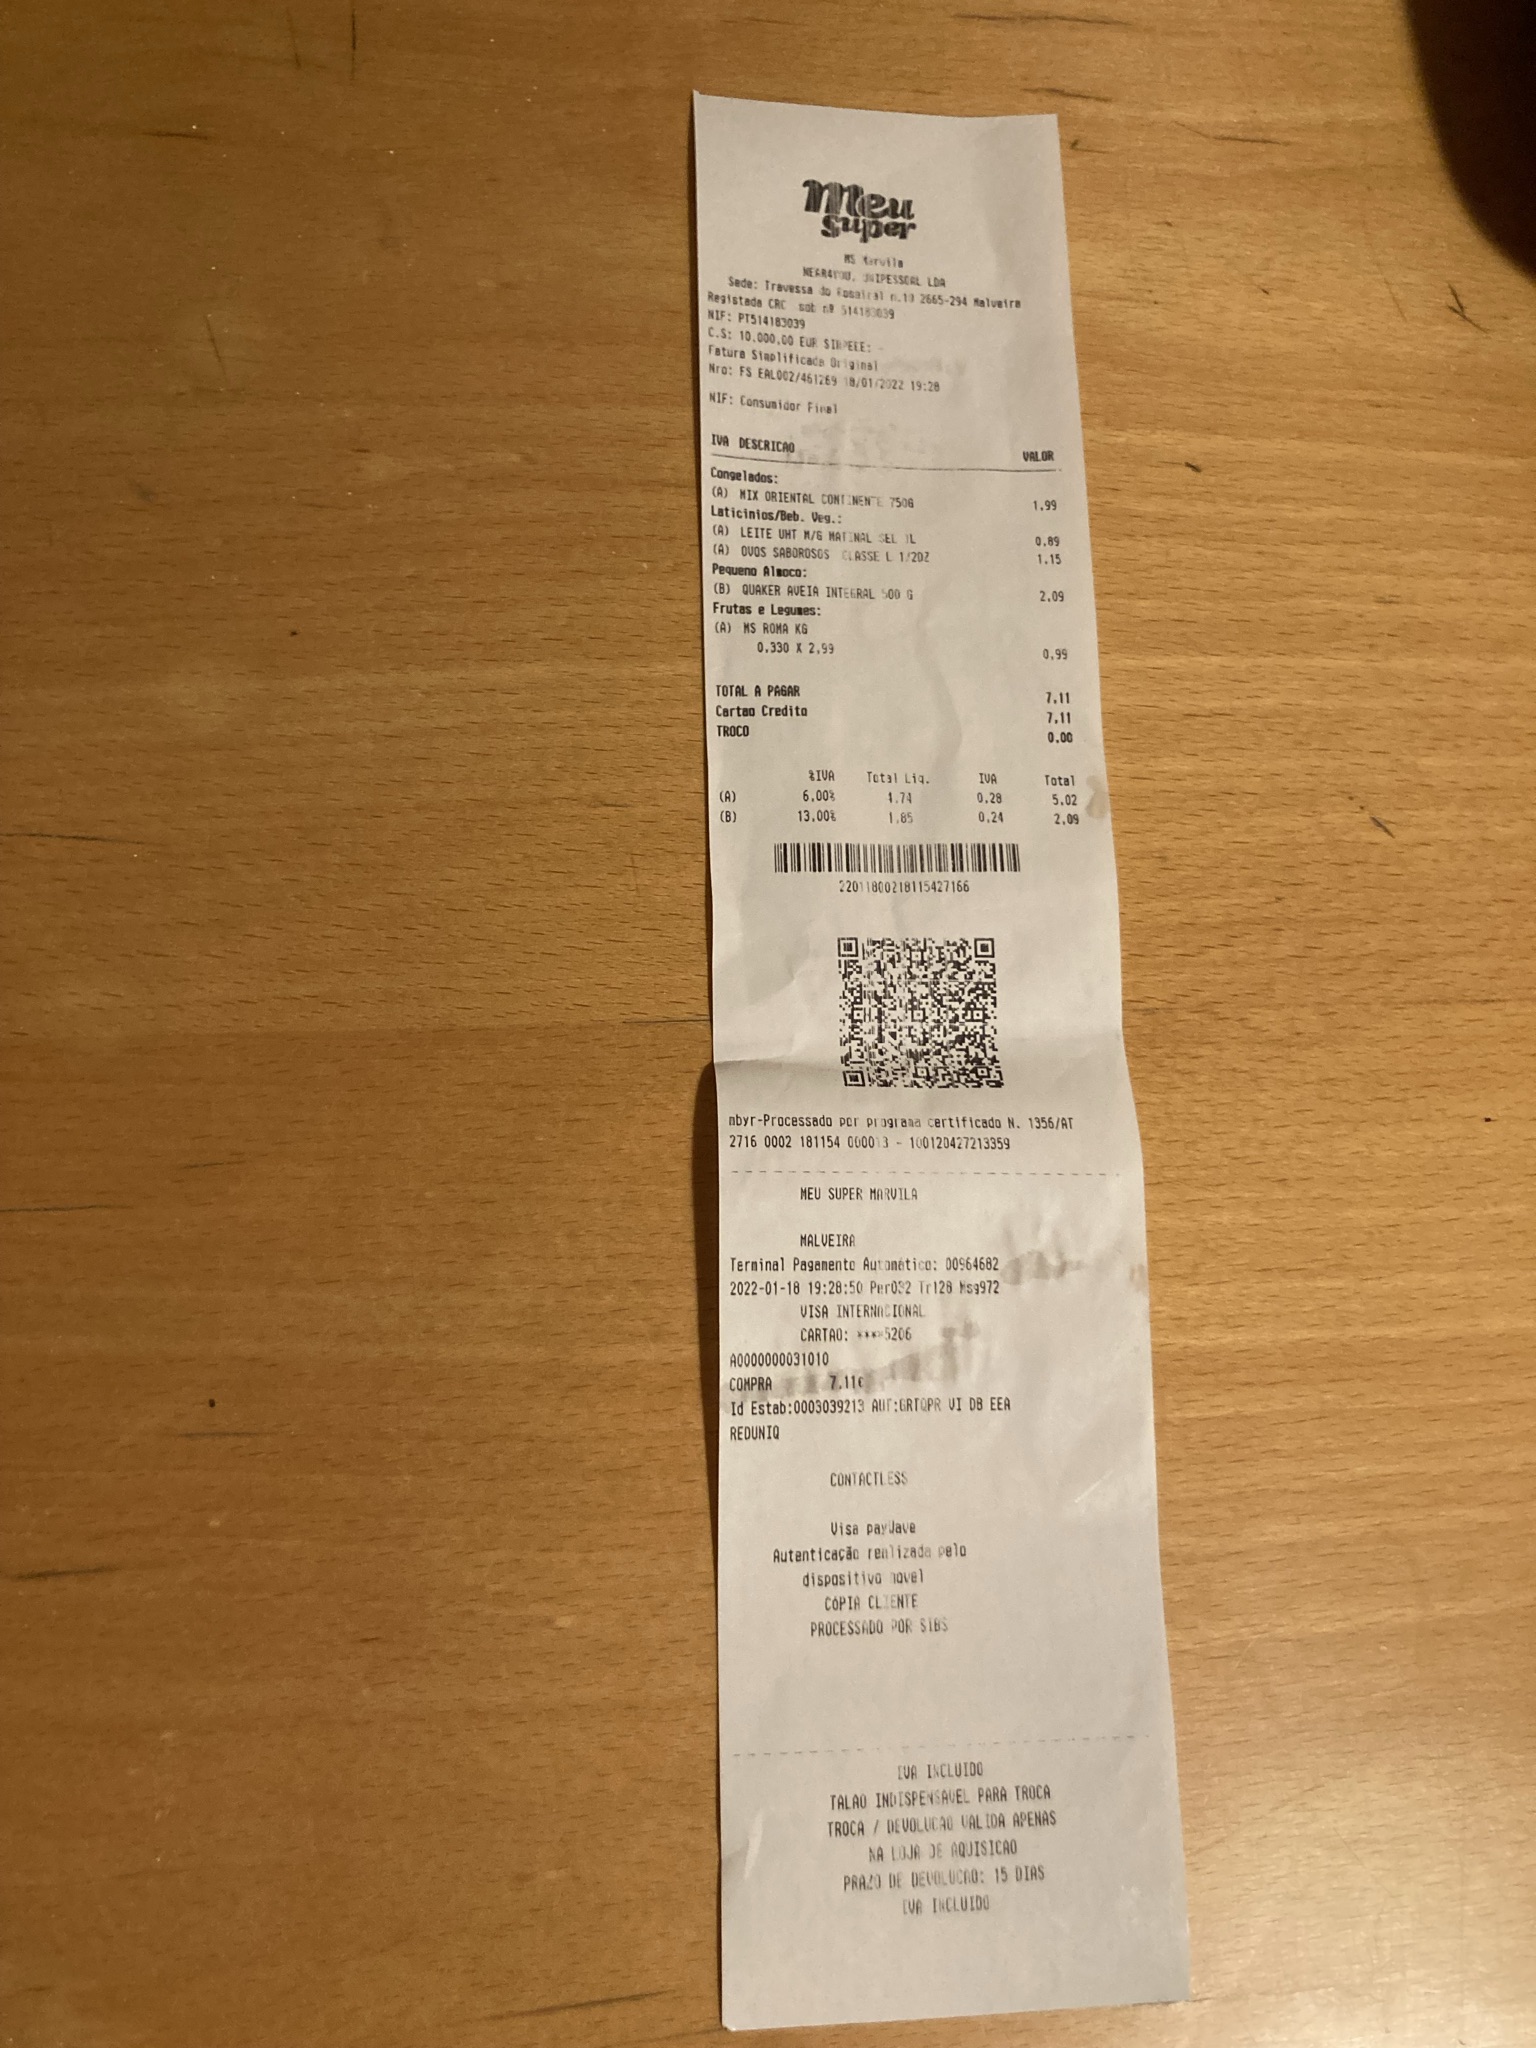 Meu
super
MS Marvila
NEAR4YOU, UNIPESSOAL LDA
Sede: Travessa do n.10 2665-294 Malveira
Registada CRC sob nº 514183039
NIF: PT514183039
C.S: 10.000,00 EUR SIRPEEE: -
Fatura Simplificada Original
Nro: FS EAL002/461269 18/01/2022 19:28
NIF: Consumidor Final
IVA DESCRICAO VALOR
Congelados:
(A) MIX ORIENTAL CONTINENTE 750G 1,99
Laticinios/Beb. Veg.:
(A) LEITE UHT M/G MATINAL SEL 1L 0,89
(A) OVOS SABOROSOS CLASSE L 1/2DZ 1,15
Pequeno Almoco:
(B) QUAKER AVEIA INTEGRAL 500 G 2,09
Frutas e Legumes:
(A) MS ROMA KG
0,330 X 2,99 0,99
TOTAL A PAGAR 7,11
Cartao Credito 7,11
TROCO 0,00
%IVA Total Liq. IVA Total
(A) 6,00% 4,74 0,28 5,02
(B) 13,00% 1,85 0,24 2,09
22011800218115427166
mbyr-Processado por programa certificado N. 1356/AT
2716 0002 181154 000013 - 100120427213359
MEU SUPER MARVILA
MALVEIRA
Terminal Pagamento Automático: 00964682
2022-01-18 19:28:50 Per032 Tr128 Msg972
VISA INTERNACIONAL
CARTAO: ****5206
A0000000031010
COMPRA 7,11€
Id Estab:0003039213 AUT:GRTQPR VI DB EEA
REDUNIQ
CONTACTLESS
Visa payWave
Autenticação realizada pelo
dispositivo movel
CÓPIA CLIENTE
PROCESSADO POR SIBS
IVA INCLUIDO
TALAO INDISPENSAVEL PARA TROCA
TROCA / DEVOLUCAO VALIDA APENAS
NA LOJA DE AQUISICAO
PRAZO DE DEVOLUCAO: 15 DIAS
IVA INCLUIDO